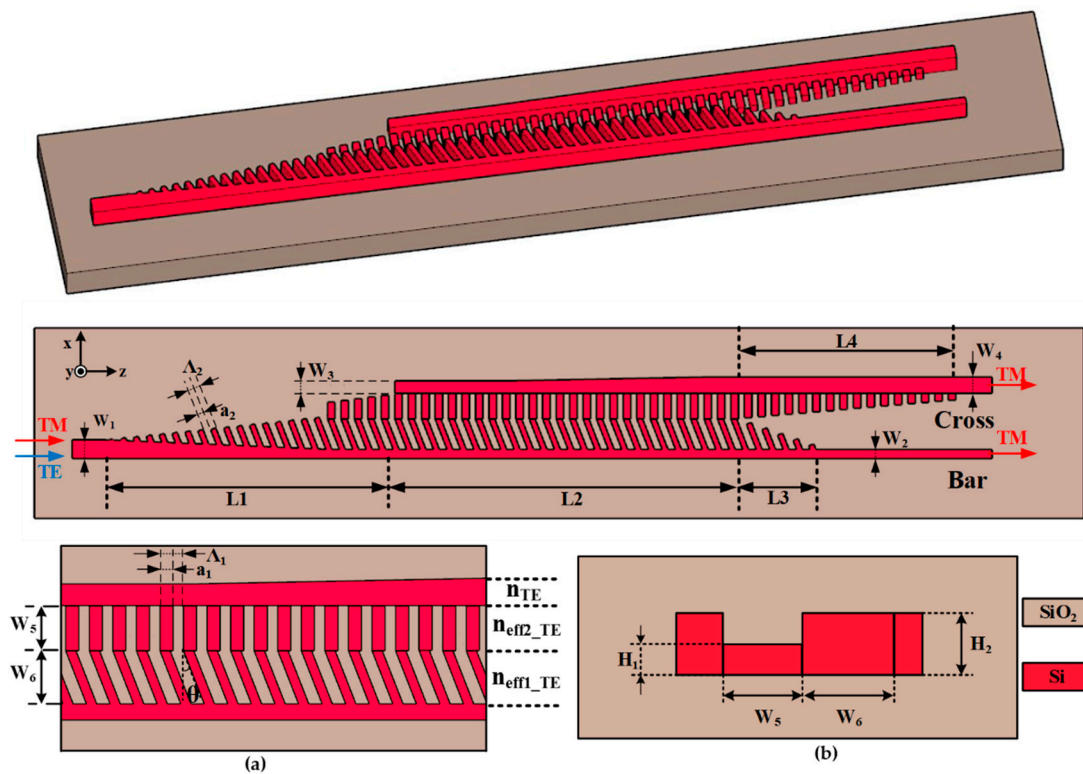 L4
W4
TM
Cross
x
y
z
Λ2
a2
W3
W1
TM
TE
W2
TM
Bar
L1
L2
L3
Λ1
a1
nTE
W5
neff2_TE
W6
θ
neff1_TE
(a)
H1
H2
W5
W6
(b)
SiO2
Si